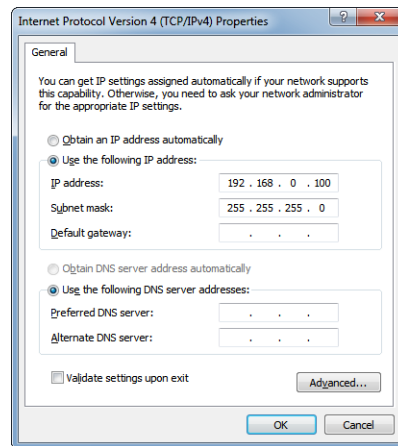 Internet Protocol Version 4 (TCP/IPv4) Properties
?
General
You can get IP settings assigned automatically if your network supports
this capability. Otherwise, you need to ask your network administrator
for the appropriate IP settings.
Obtain an IP address automatically
Use the following IP address:
IP address: 192 . 168 . 0 . 100
Subnet mask: 255 . 255 . 255 . 0
Default gateway: . . .
Obtain DNS server address automatically
Use the following DNS server addresses:
Preferred DNS server: . . .
Alternate DNS server: . . .
Validate settings upon exit
Advanced...
OK Cancel